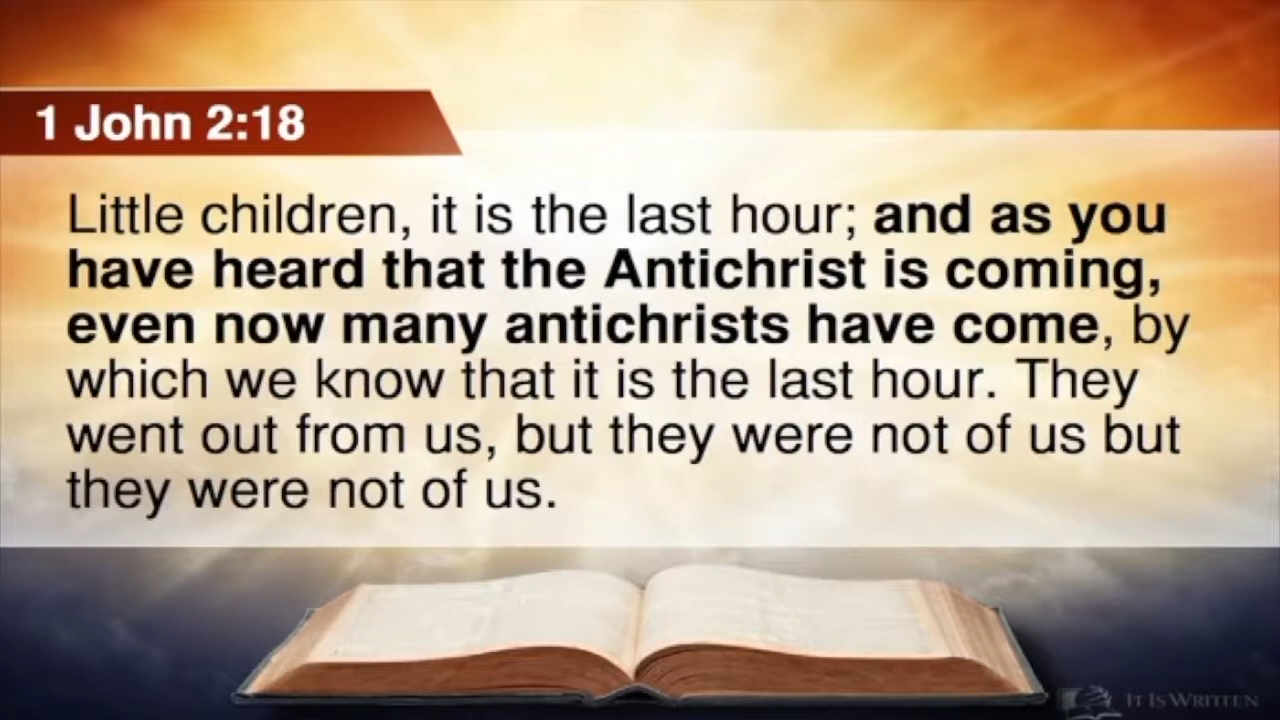 1 John 2:18
Little children, it is the last hour; and as you
have heard that the Antichrist is coming,
even now many antichrists have come, by
which we know that it is the last hour. They
went out from us, but they were not of us but
they were not of us.
IT IS WRITTEN